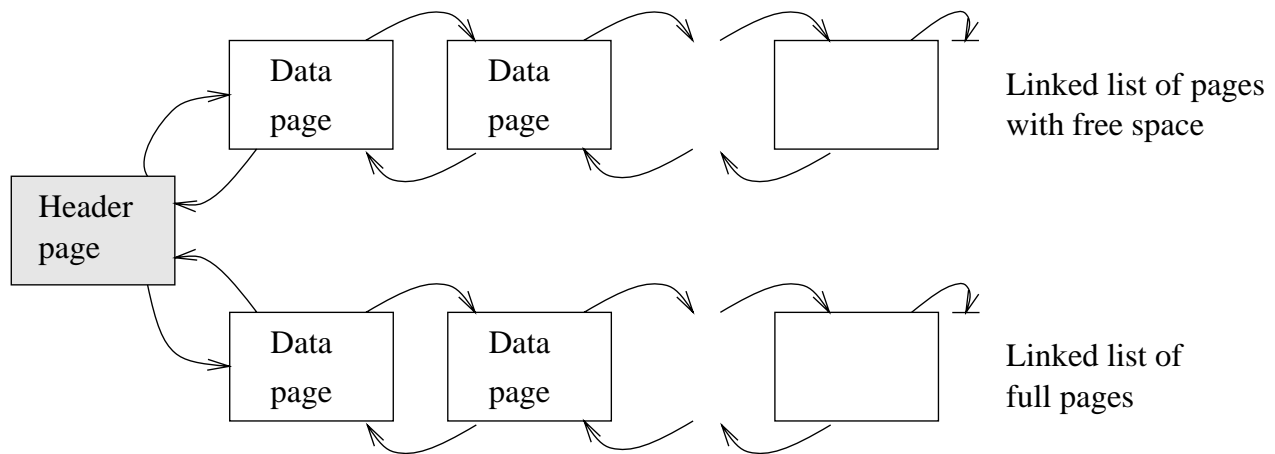 Data
page
Data
page
Linked list of pages
with free space
Header
page
Data
page
Data
page
Linked list of
full pages